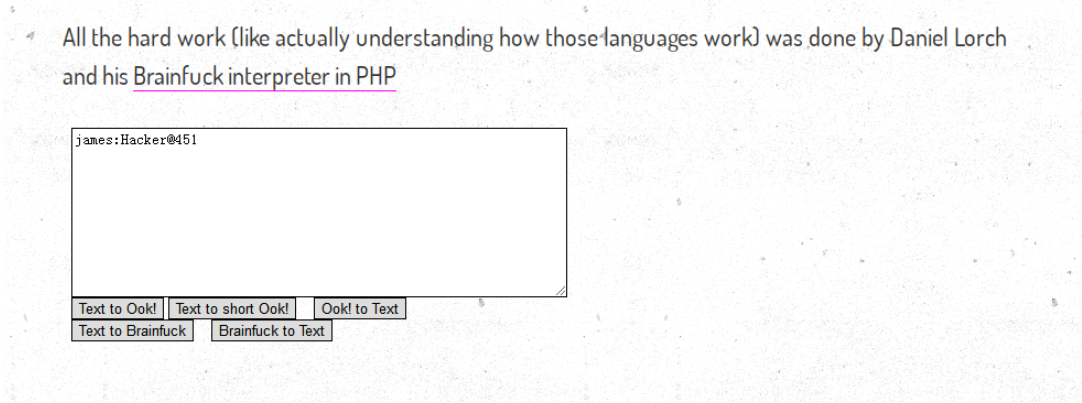 All the hard work (like actually understanding how those languages work) was done by Daniel Lorch
and his Brainfuck interpreter in PHP
james:Hacker@451
Text to Ook! Text to short Ook! Ook! to Text
Text to Brainfuck Brainfuck to Text